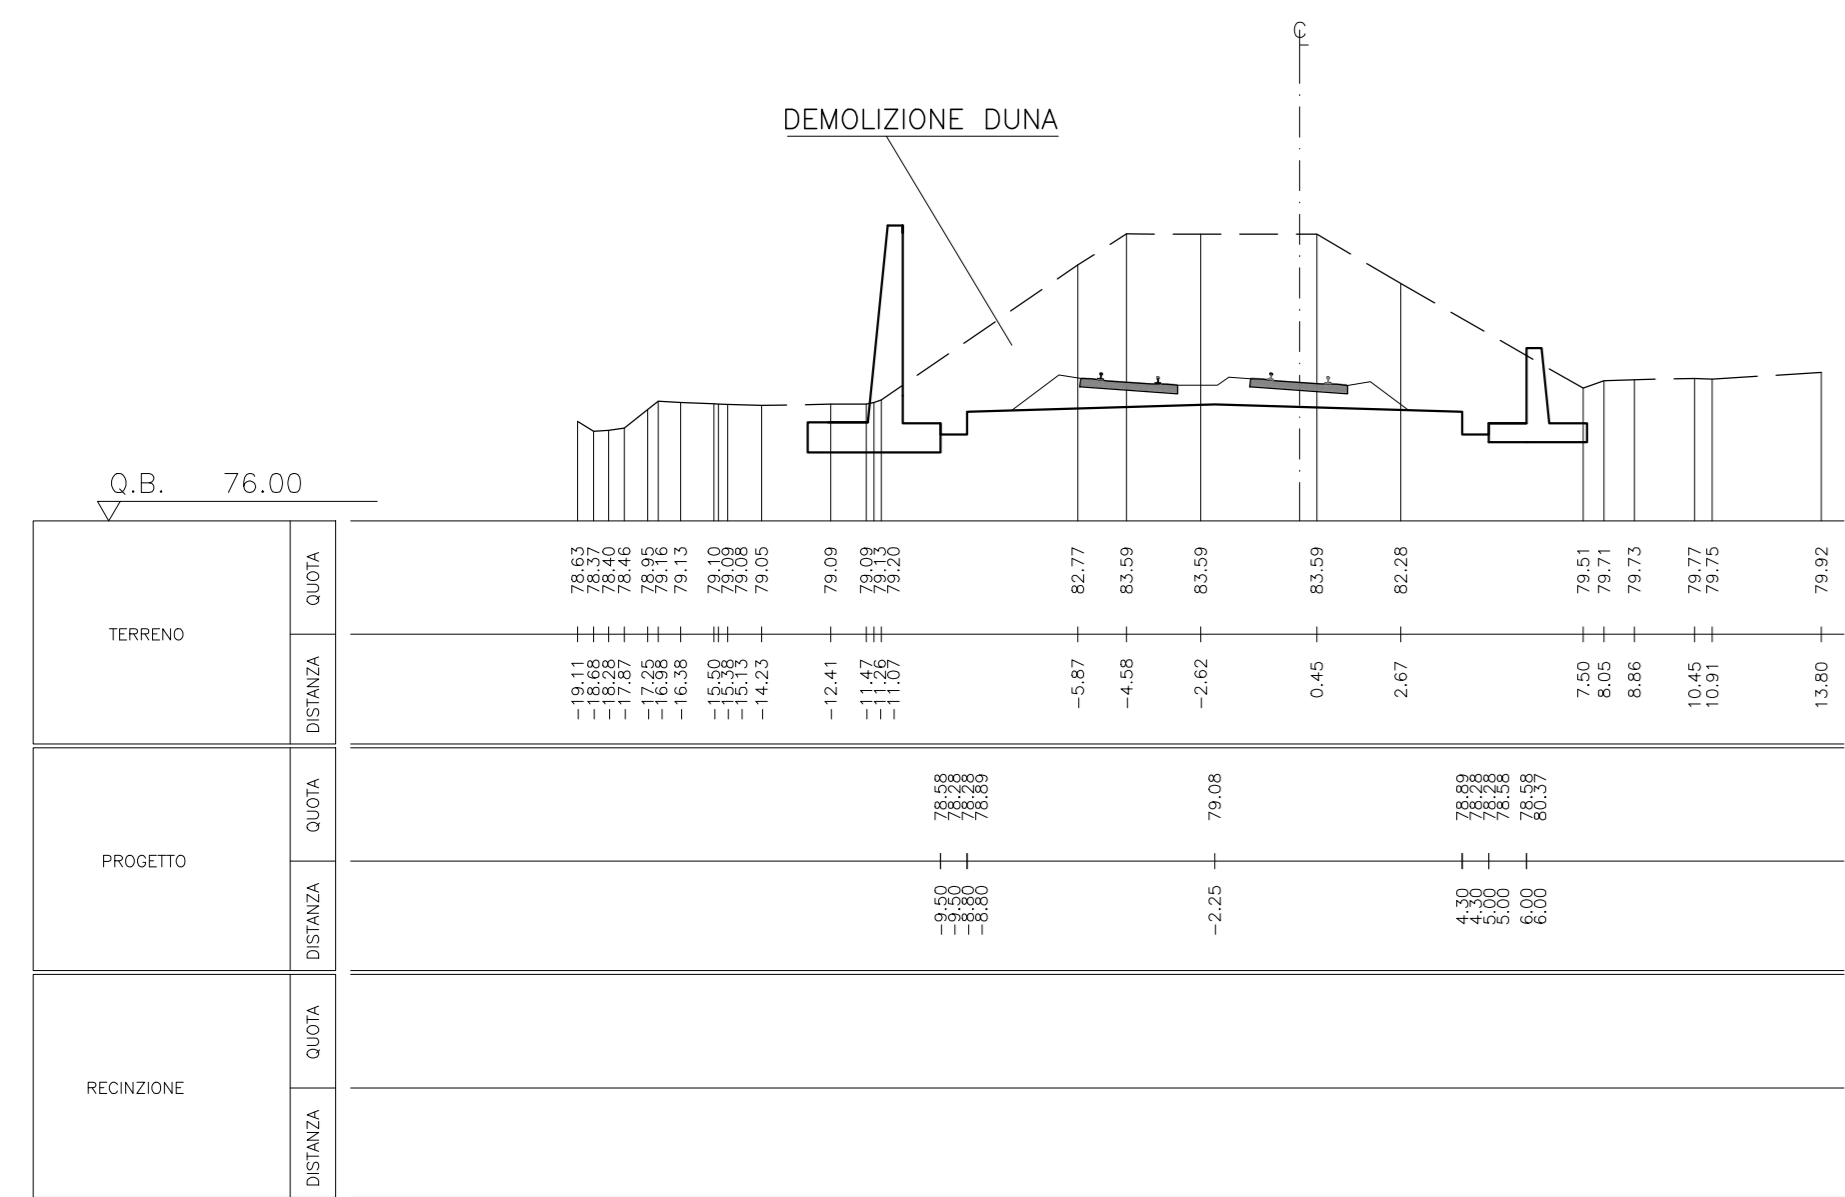 ℄
DEMOLIZIONE DUNA
Q.B. 76.00
TERRENO
QUOTA
78.63 78.37 78.40 78.46 78.95 79.16 79.13 79.10 79.09 79.08 79.05 79.09 79.09 79.13 79.20 82.77 83.59 83.59 83.59 82.28 79.51 79.71 79.73 79.77 79.75 79.92
DISTANZA
-19.11 -18.68 -18.28 -17.87 -17.25 -16.98 -16.38 -15.50 -15.38 -15.13 -14.23 -12.41 -11.47 -11.26 -11.07 -5.87 -4.58 -2.62 0.45 2.67 7.50 8.05 8.86 10.45 10.91 13.80
PROGETTO
QUOTA
78.58 78.28 78.28 78.89 79.08 78.89 78.28 78.28 78.58 78.58 80.37
DISTANZA
-9.50 -9.50 -8.80 -8.80 -2.25 4.30 4.30 5.00 5.00 6.00 6.00
RECINZIONE
QUOTA
DISTANZA